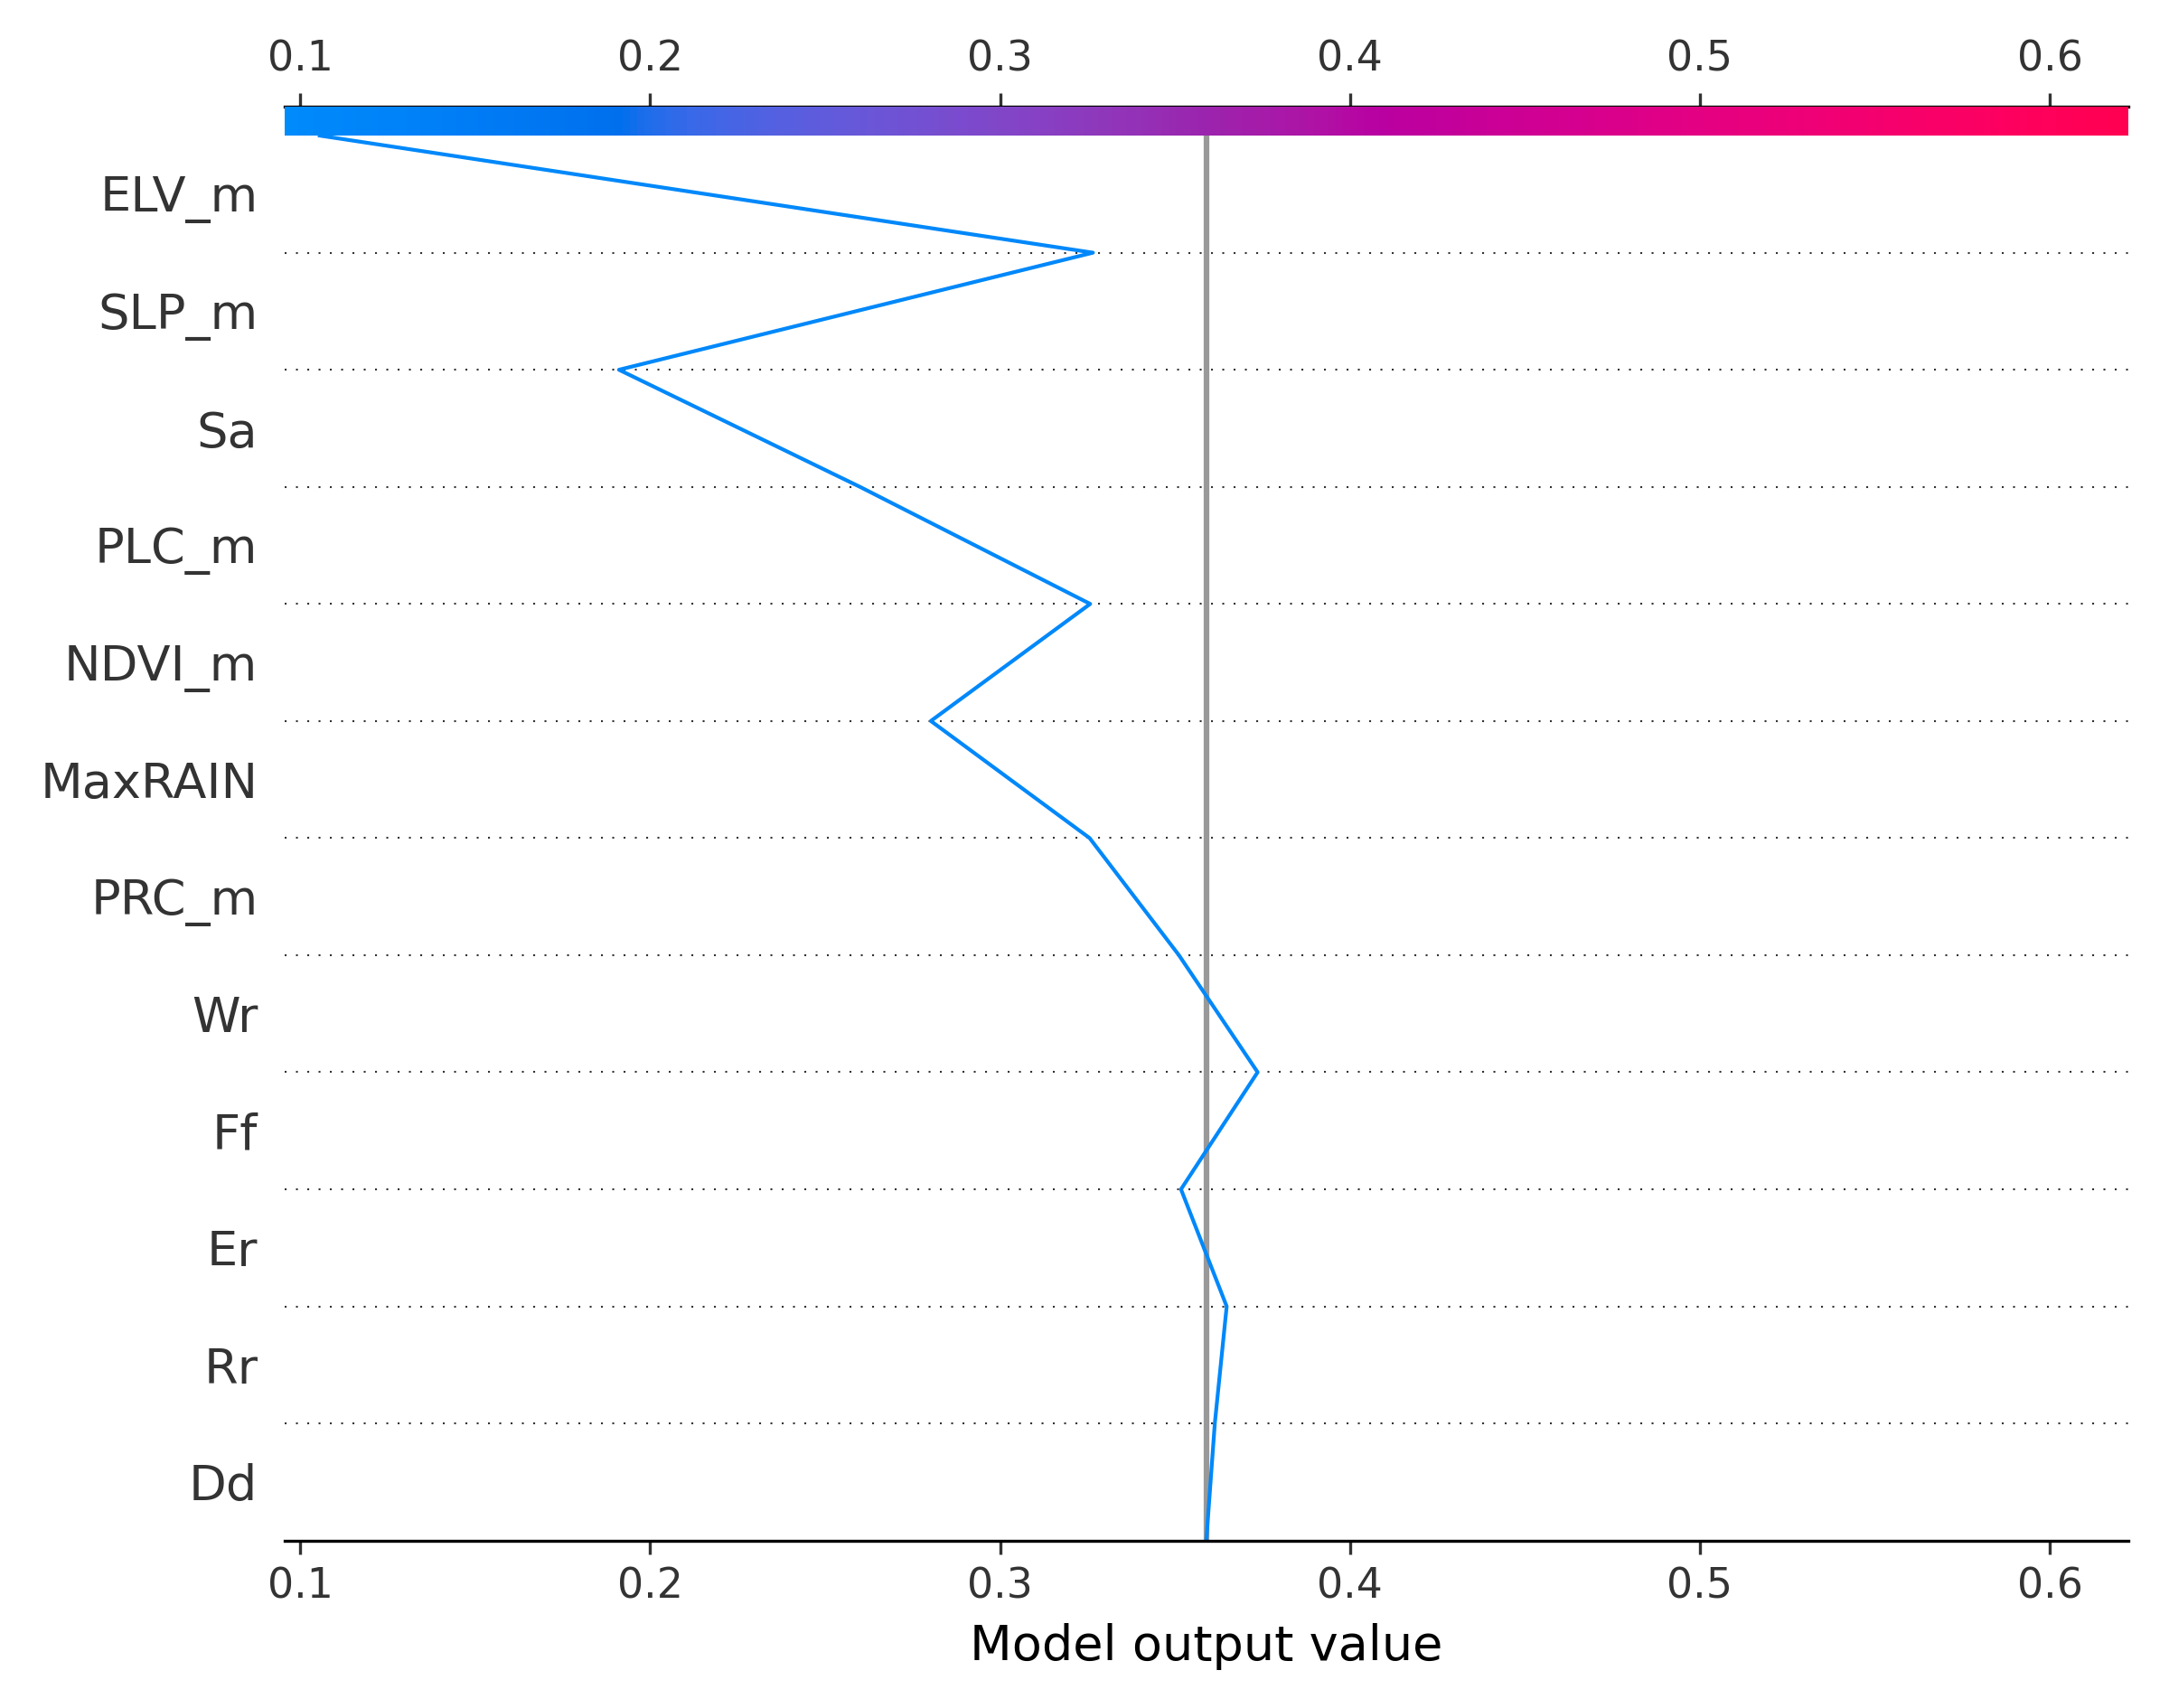 0.1 0.2 0.3 0.4 0.5 0.6
ELV_m
SLP_m
Sa
PLC_m
NDVI_m
MaxRAIN
PRC_m
Wr
Ff
Er
Rr
Dd
0.1 0.2 0.3 0.4 0.5 0.6
Model output value